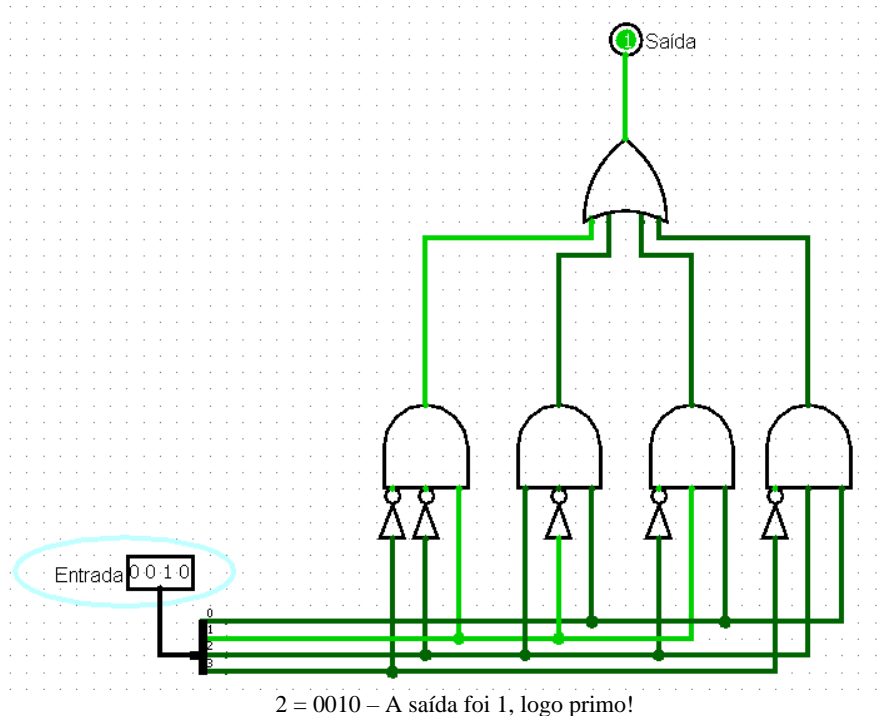 1 Saída
Entrada 0 0 1 0
0
1
2
3
2 = 0010 – A saída foi 1, logo primo!